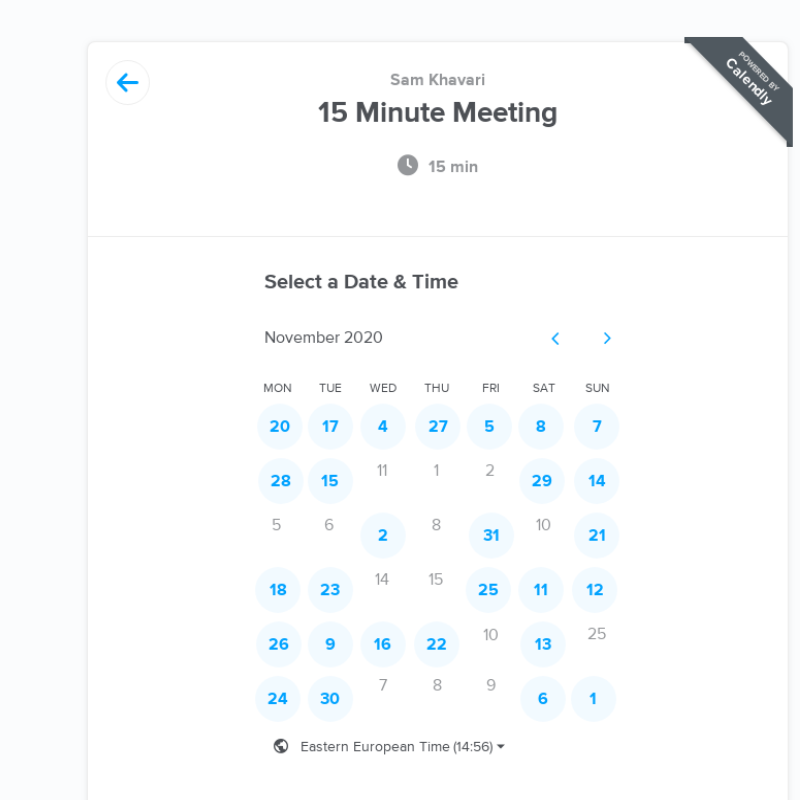 POWERED BY
Calendly
Sam Khavari
15 Minute Meeting
15 min
Select a Date & Time
November 2020
MON TUE WED THU FRI SAT SUN
20 17 4 27 5 8 7
28 15 11 1 2 29 14
5 6 2 8 31 10 21
18 23 14 15 25 11 12
26 9 16 22 10 13 25
24 30 7 8 9 6 1
Eastern European Time (14:56)